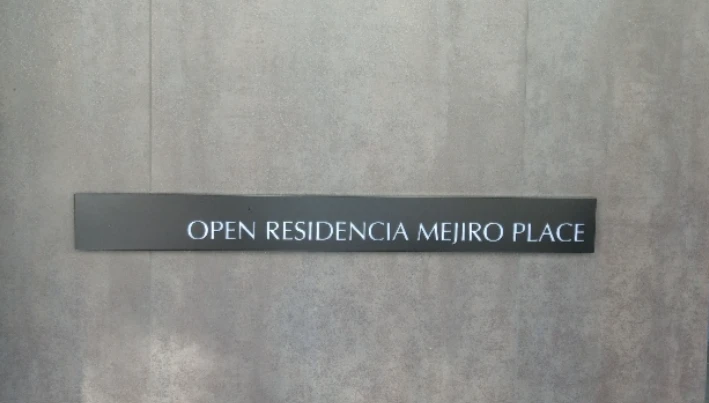 OPEN RESIDENCIA MEJIRO PLACE